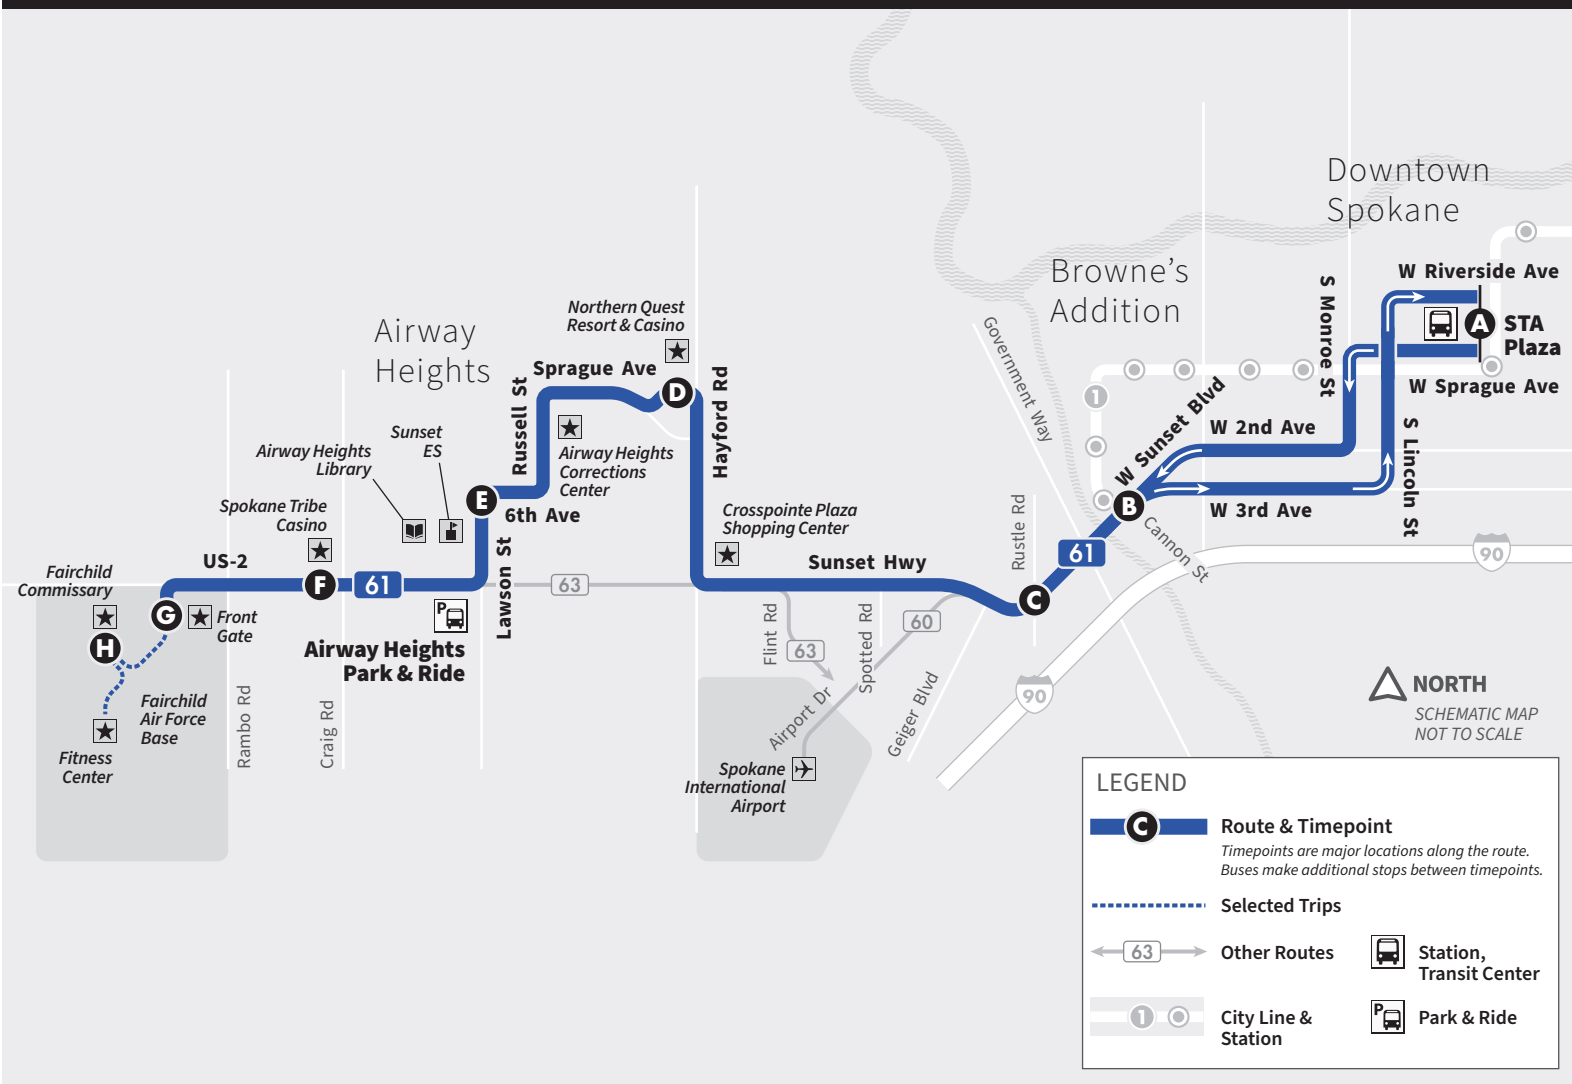 Downtown
Spokane
W Riverside Ave
Browne's
Addition
S Monroe St
A
STA
Plaza
W Sprague Ave
Government Way
1
W Sunset Blvd
W 2nd Ave
S Lincoln St
B
W 3rd Ave
Cannon St
90
61
Rustle Rd
C
Airway
Heights
Northern Quest
Resort & Casino
Sprague Ave
D
Hayford Rd
Russell St
Sunset
ES
Airway Heights
Library
Airway Heights
Corrections
Center
E
6th Ave
Spokane Tribe
Casino
Crosspointe Plaza
Shopping Center
US-2
Sunset Hwy
Fairchild
Commissary
F
61
63
Lawson St
P
G
Front
Gate
H
Airway Heights
Park & Ride
Flint Rd
63
Spotted Rd
60
Airport Dr
Geiger Blvd
90
Fairchild
Air Force
Base
Rambo Rd
Craig Rd
Fitness
Center
Spokane
International
Airport
NORTH
SCHEMATIC MAP
NOT TO SCALE
LEGEND
C
Route & Timepoint
Timepoints are major locations along the route.
Buses make additional stops between timepoints.
Selected Trips
63
Other Routes
Station,
Transit Center
1
City Line &
Station
P
Park & Ride